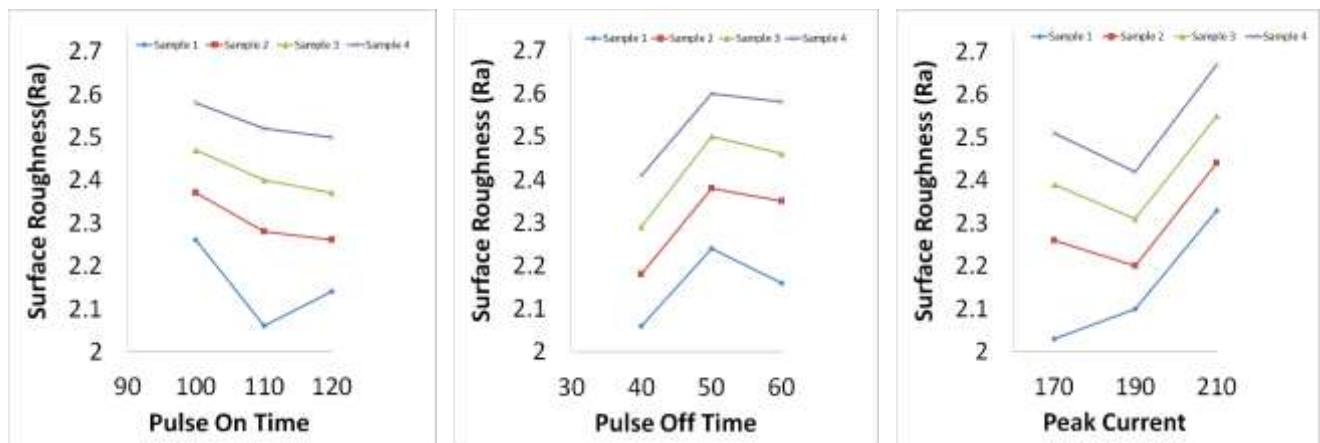 Surface Roughness(Ra)
Sample 1 Sample 2 Sample 3 Sample 4
2.7
2.6
2.5
2.4
2.3
2.2
2.1
2
90 100 110 120
Pulse On Time
Surface Roughness (Ra)
Sample 1 Sample 2 Sample 3 Sample 4
2.7
2.6
2.5
2.4
2.3
2.2
2.1
2
30 40 50 60
Pulse Off Time
Surface Roughness (Ra)
Sample 1 Sample 2 Sample 3 Sample 4
2.7
2.6
2.5
2.4
2.3
2.2
2.1
2
170 190 210
Peak Current